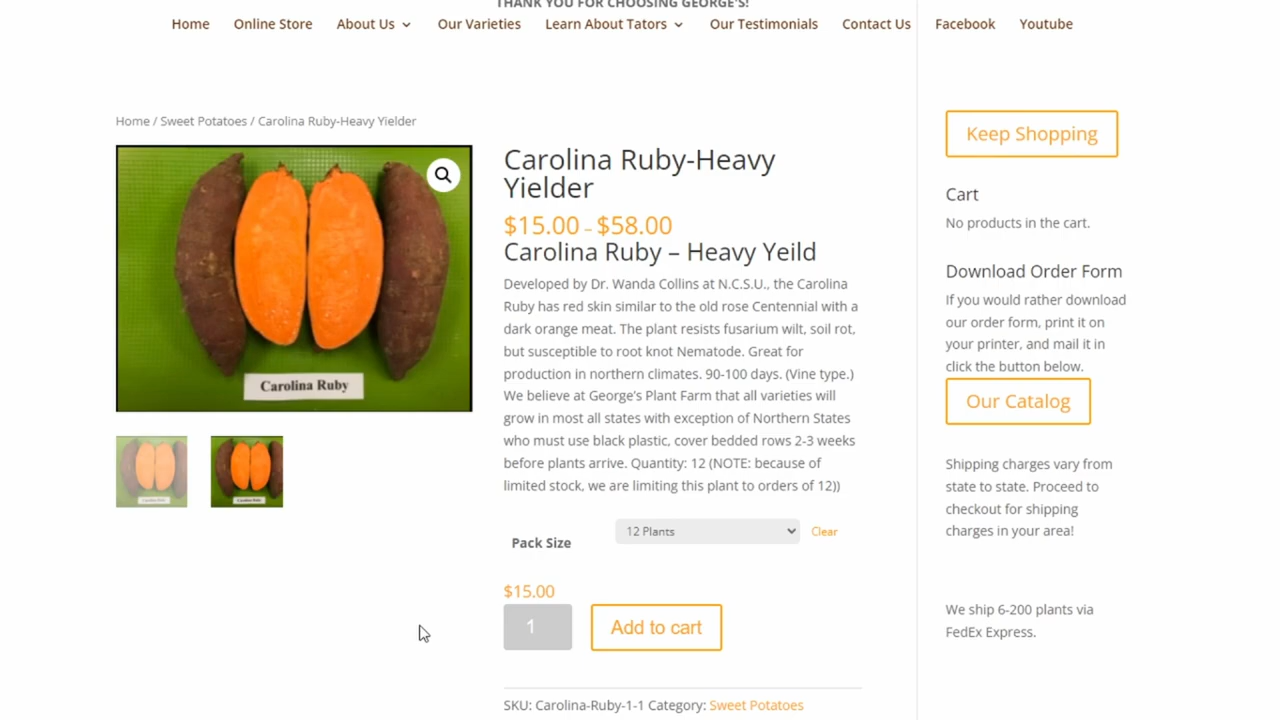 THANK YOU FOR CHOOSING GEORGE'S!
Home Online Store About Us Our Varieties Learn About Tators Our Testimonials Contact Us Facebook Youtube
Home / Sweet Potatoes / Carolina Ruby-Heavy Yielder
Carolina Ruby
Carolina Ruby-Heavy
Yielder
$15.00 – $58.00
Carolina Ruby – Heavy Yeild
Developed by Dr. Wanda Collins at N.C.S.U., the Carolina
Ruby has red skin similar to the old rose Centennial with a
dark orange meat. The plant resists fusarium wilt, soil rot,
but susceptible to root knot Nematode. Great for
production in northern climates. 90-100 days. (Vine type.)
We believe at George's Plant Farm that all varieties will
grow in most all states with exception of Northern States
who must use black plastic, cover bedded rows 2-3 weeks
before plants arrive. Quantity: 12 (NOTE: because of
limited stock, we are limiting this plant to orders of 12))
Pack Size
12 Plants
Clear
$15.00
1
Add to cart
SKU: Carolina-Ruby-1-1 Category: Sweet Potatoes
Keep Shopping
Cart
No products in the cart.
Download Order Form
If you would rather download
our order form, print it on
your printer, and mail it in
click the button below.
Our Catalog
Shipping charges vary from
state to state. Proceed to
checkout for shipping
charges in your area!
We ship 6-200 plants via
FedEx Express.